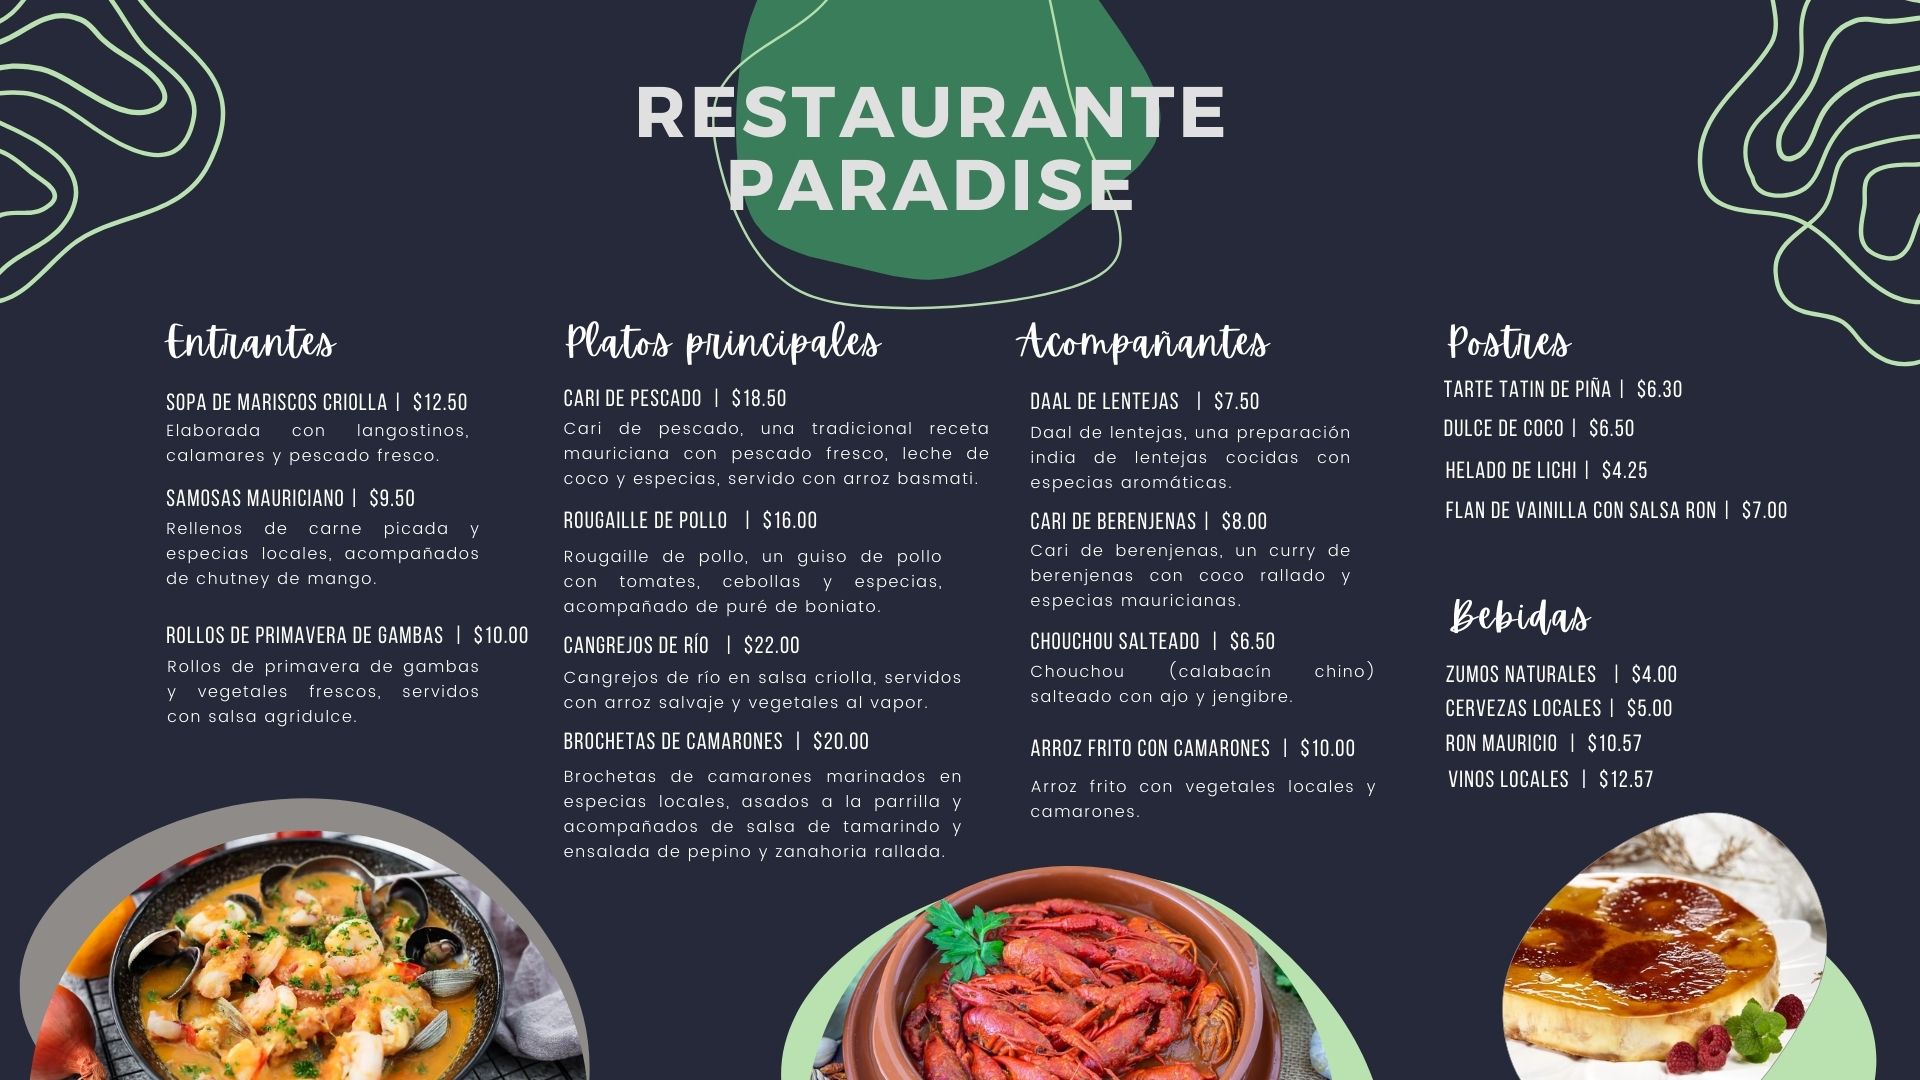 RESTAURANTE
PARADISE
Entrantes
SOPA DE MARISCOS CRIOLLA | $12.50
Elaborada con langostinos,
calamares y pescado fresco.
SAMOSAS MAURICIANO | $9.50
Rellenos de carne picada y
especias locales, acompañados
de chutney de mango.
ROLLOS DE PRIMAVERA DE GAMBAS | $10.00
Rollos de primavera de gambas
y vegetales frescos, servidos
con salsa agridulce.
Platos principales
CARI DE PESCADO | $18.50
Cari de pescado, una tradicional receta
mauriciana con pescado fresco, leche de
coco y especias, servido con arroz basmati.
ROUGAILLE DE POLLO | $16.00
Rougaille de pollo, un guiso de pollo
con tomates, cebollas y especias,
acompañado de puré de boniato.
CANGREJOS DE RÍO | $22.00
Cangrejos de río en salsa criolla, servidos
con arroz salvaje y vegetales al vapor.
BROCHETAS DE CAMARONES | $20.00
Brochetas de camarones marinados en
especias locales, asados a la parrilla y
acompañados de salsa de tamarindo y
ensalada de pepino y zanahoria rallada.
Acompañantes
DAAL DE LENTEJAS | $7.50
Daal de lentejas, una preparación
india de lentejas cocidas con
especias aromáticas.
CARI DE BERENJENAS | $8.00
Cari de berenjenas, un curry de
berenjenas con coco rallado y
especias mauricianas.
CHOUCHOU SALTEADO | $6.50
Chouchou (calabacín chino)
salteado con ajo y jengibre.
ARROZ FRITO CON CAMARONES | $10.00
Arroz frito con vegetales locales y
camarones.
Postres
TARTE TATIN DE PIÑA | $6.30
DULCE DE COCO | $6.50
HELADO DE LICHI | $4.25
FLAN DE VAINILLA CON SALSA RON | $7.00
Bebidas
ZUMOS NATURALES | $4.00
CERVEZAS LOCALES | $5.00
RON MAURICIO | $10.57
VINOS LOCALES | $12.57